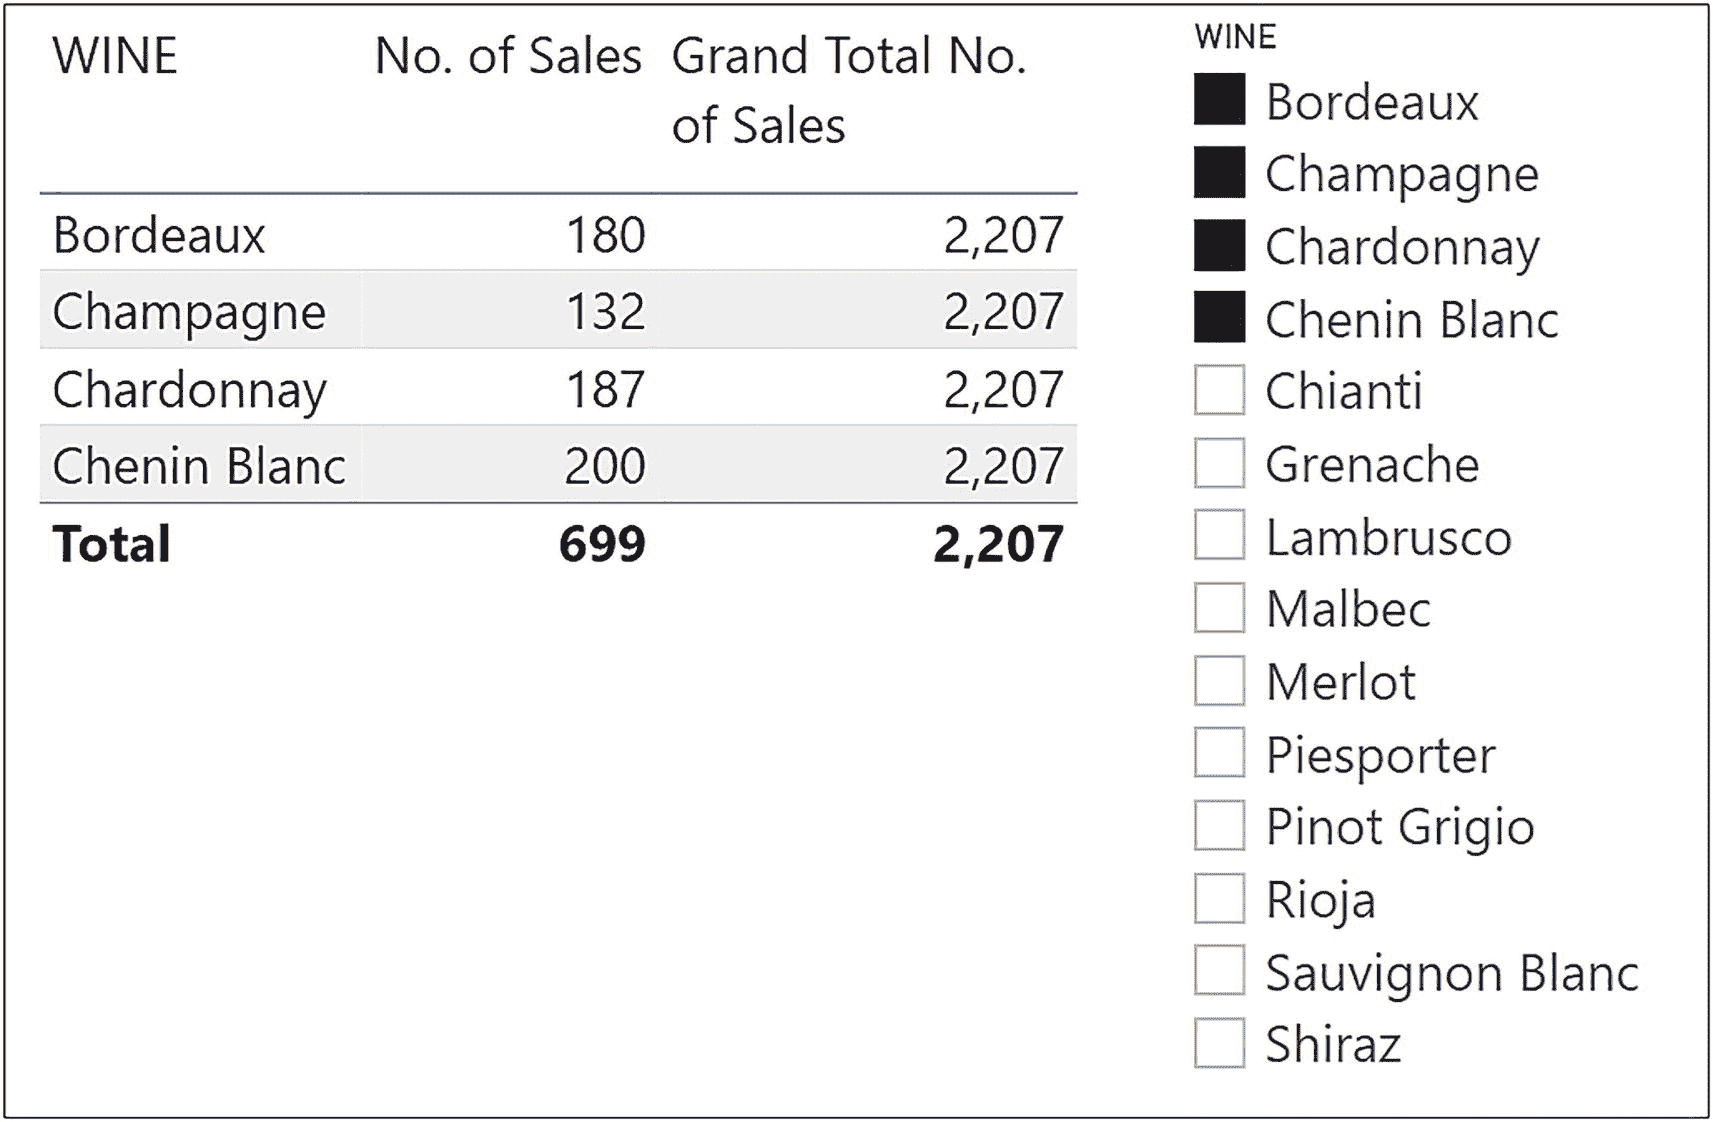 WINE No. of Sales Grand Total No.
of Sales
Bordeaux 180 2,207
Champagne 132 2,207
Chardonnay 187 2,207
Chenin Blanc 200 2,207
Total 699 2,207
WINE
Bordeaux
Champagne
Chardonnay
Chenin Blanc
Chianti
Grenache
Lambrusco
Malbec
Merlot
Piesporter
Pinot Grigio
Rioja
Sauvignon Blanc
Shiraz